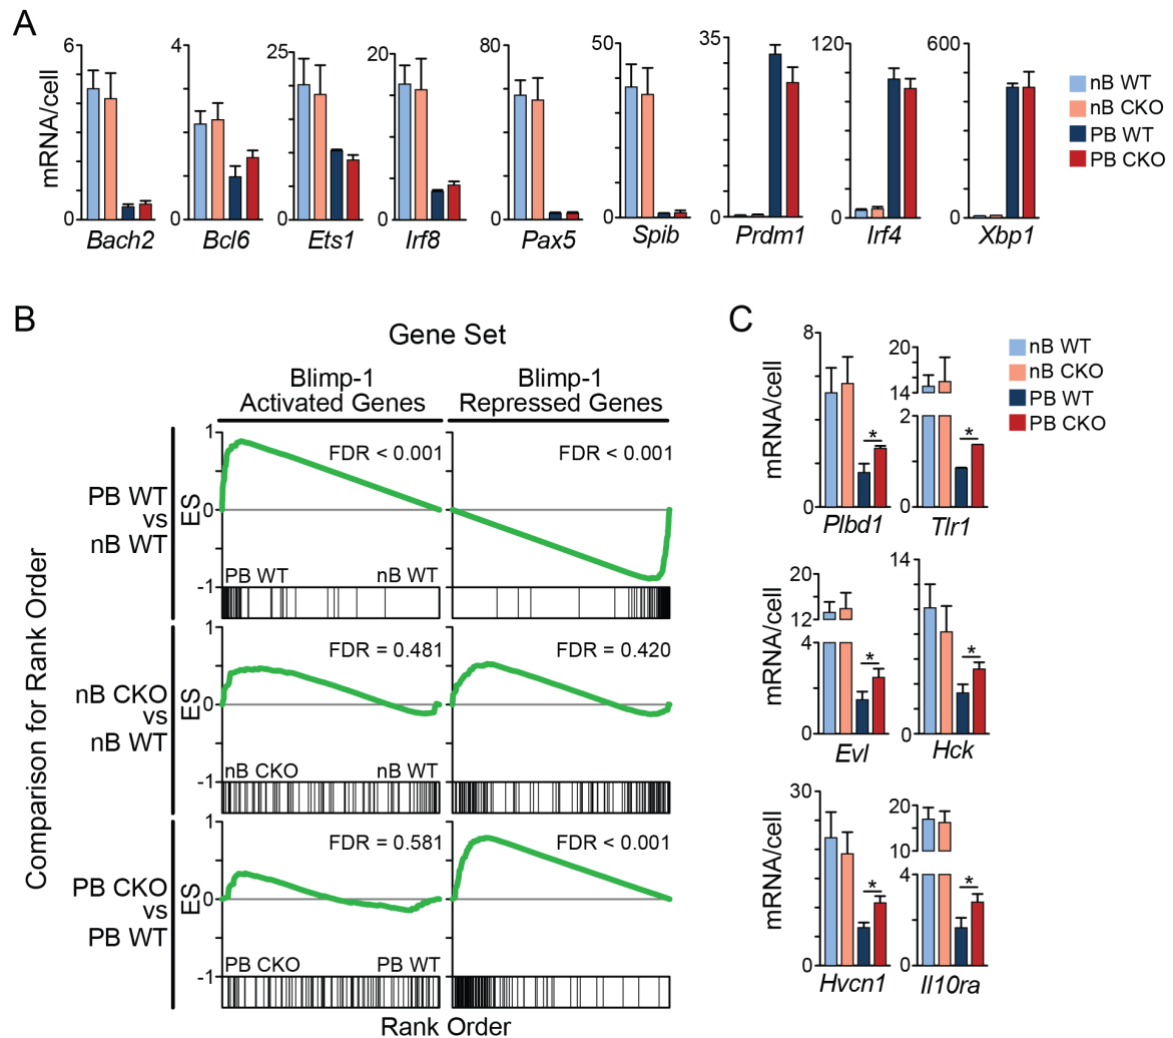 A
6
0
mRNA/cell
Bach2
4
0
Bcl6
25
0
Ets1
20
0
Irf8
80
0
Pax5
50
0
Spib
35
0
Prdm1
120
0
Irf4
600
0
Xbp1
nB WT
nB CKO
PB WT
PB CKO
B
Gene Set
Blimp-1
Activated Genes
Blimp-1
Repressed Genes
Comparison for Rank Order
PB WT
vs
nB WT
1
ES
0
-1
FDR < 0.001
PB WT nB WT
FDR < 0.001
nB CKO
vs
nB WT
1
ES
0
-1
FDR = 0.481
nB CKO nB WT
FDR = 0.420
PB CKO
vs
PB WT
1
ES
0
-1
FDR = 0.581
PB CKO PB WT
FDR < 0.001
Rank Order
C
8
0
mRNA/cell
*
Plbd1
20
14
2
0
*
Tlr1
nB WT
nB CKO
PB WT
PB CKO
20
12
4
0
mRNA/cell
*
Evl
14
0
*
Hck
30
0
mRNA/cell
*
Hvcn1
20
10
4
0
*
Il10ra